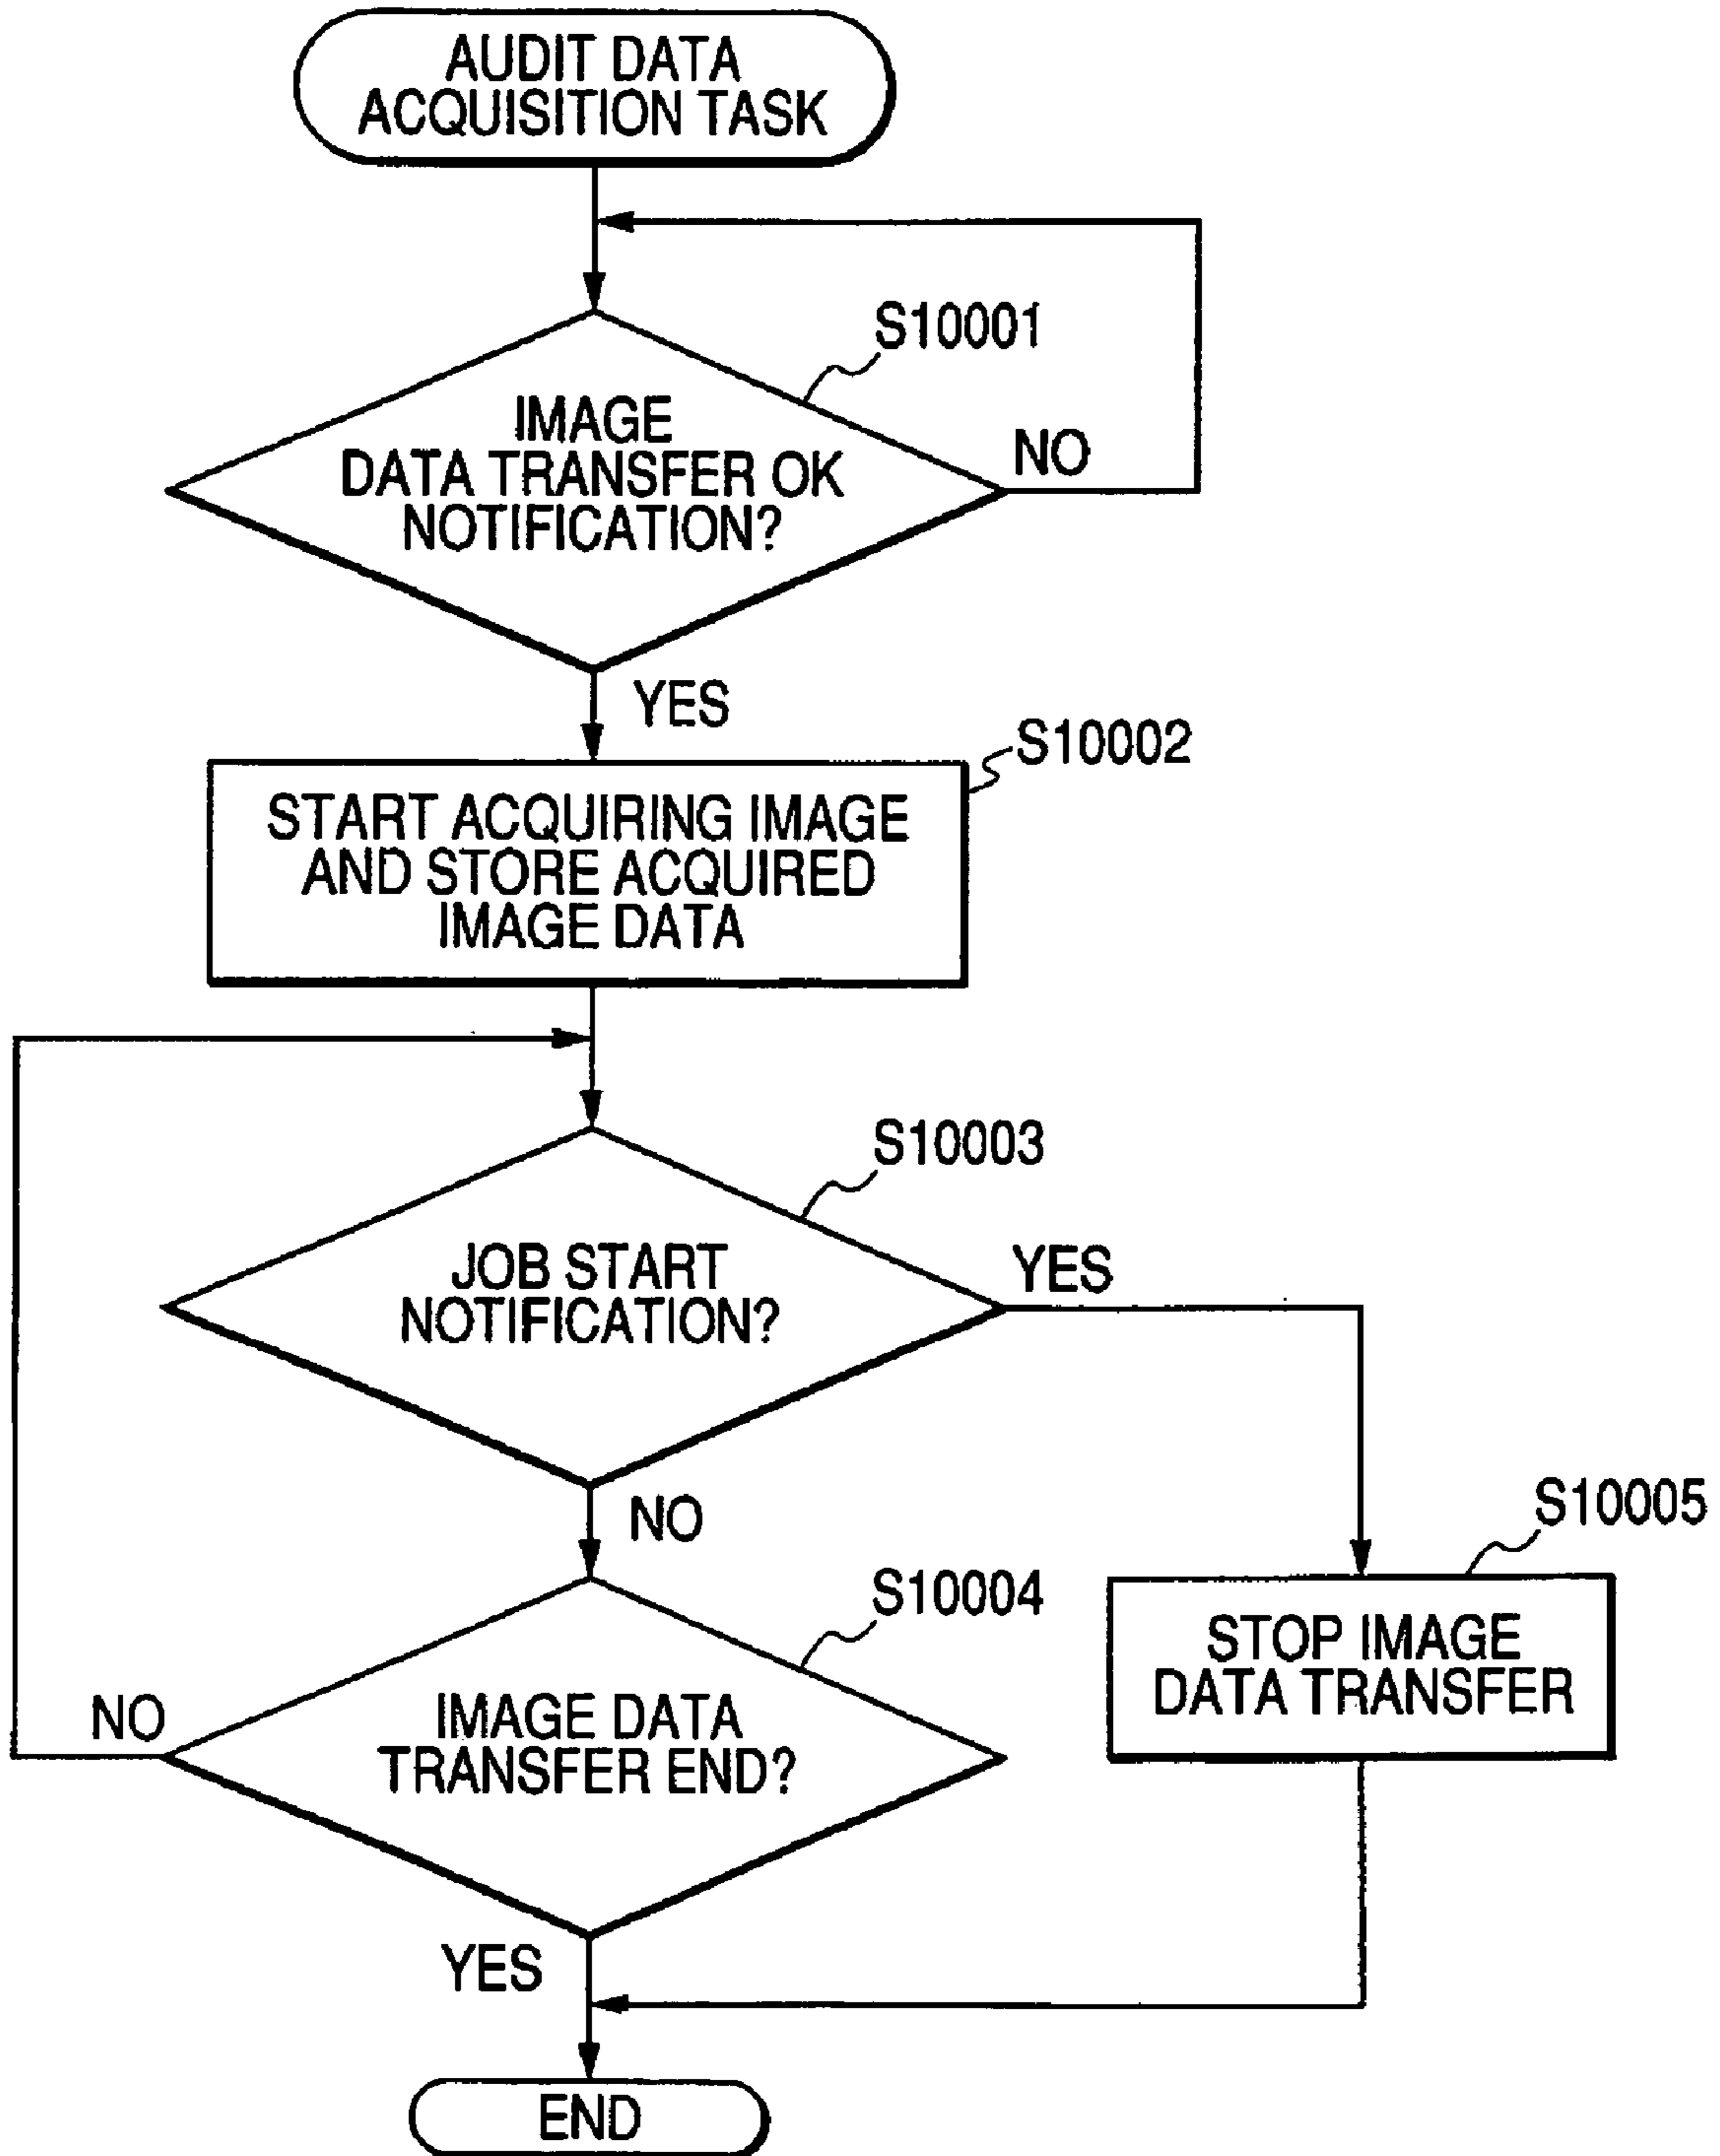 AUDIT DATA
ACQUISITION TASK
S10001
IMAGE
DATA TRANSFER OK
NOTIFICATION?
NO
YES
S10002
START ACQUIRING IMAGE
AND STORE ACQUIRED
IMAGE DATA
S10003
JOB START
NOTIFICATION?
YES
NO
S10005
STOP IMAGE
DATA TRANSFER
S10004
IMAGE DATA
TRANSFER END?
NO
YES
END